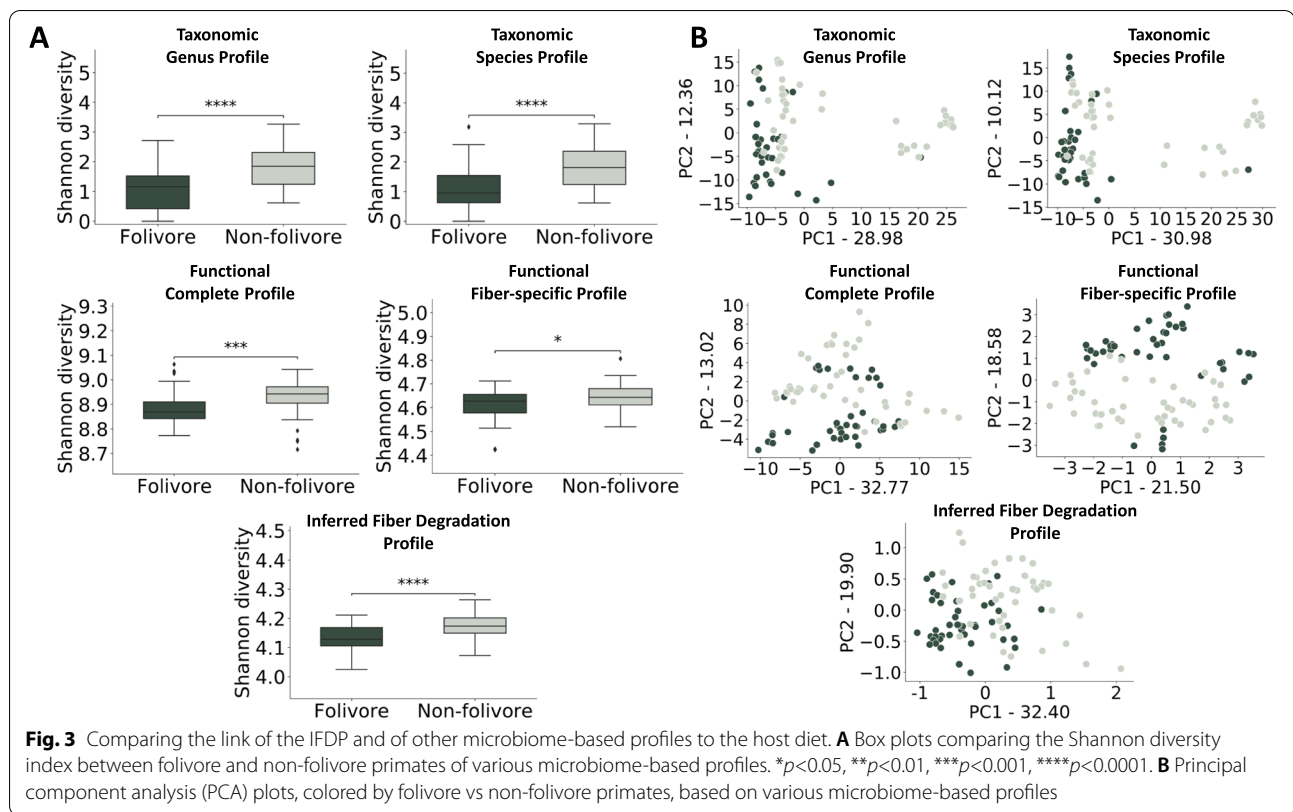 A
Taxonomic
Genus Profile
Shannon diversity
5
4
3
2
1
0
****
Folivore Non-folivore
Taxonomic
Species Profile
Shannon diversity
5
4
3
2
1
0
****
Folivore Non-folivore
Functional
Complete Profile
Shannon diversity
9.3
9.2
9.1
9.0
8.9
8.8
8.7
***
Folivore Non-folivore
Functional
Fiber-specific Profile
Shannon diversity
5.0
4.9
4.8
4.7
4.6
4.5
4.4
*
Folivore Non-folivore
Inferred Fiber Degradation
Profile
Shannon diversity
4.5
4.4
4.3
4.2
4.1
4.0
****
Folivore Non-folivore
B
Taxonomic
Genus Profile
PC2 - 12.36
15
10
5
0
−5
−10
−15
−10 −5 0 5 10 15 20 25
PC1 - 28.98
Taxonomic
Species Profile
PC2 - 10.12
15
10
5
0
−5
−10
−15
−10 −5 0 5 10 15 20 25 30
PC1 - 30.98
Functional
Complete Profile
PC2 - 13.02
10
8
6
4
2
0
−2
−4
−10 −5 0 5 10 15
PC1 - 32.77
Functional
Fiber-specific Profile
PC2 - 18.58
3
2
1
0
−1
−2
−3
−3 −2 −1 0 1 2 3
PC1 - 21.50
Inferred Fiber Degradation
Profile
PC2 - 19.90
1.0
0.5
0.0
−0.5
−1.0
-1 0 1 2
PC1 - 32.40
Fig. 3 Comparing the link of the IFDP and of other microbiome-based profiles to the host diet. A Box plots comparing the Shannon diversity
index between folivore and non-folivore primates of various microbiome-based profiles. *p<0.05, **p<0.01, ***p<0.001, ****p<0.0001. B Principal
component analysis (PCA) plots, colored by folivore vs non-folivore primates, based on various microbiome-based profiles